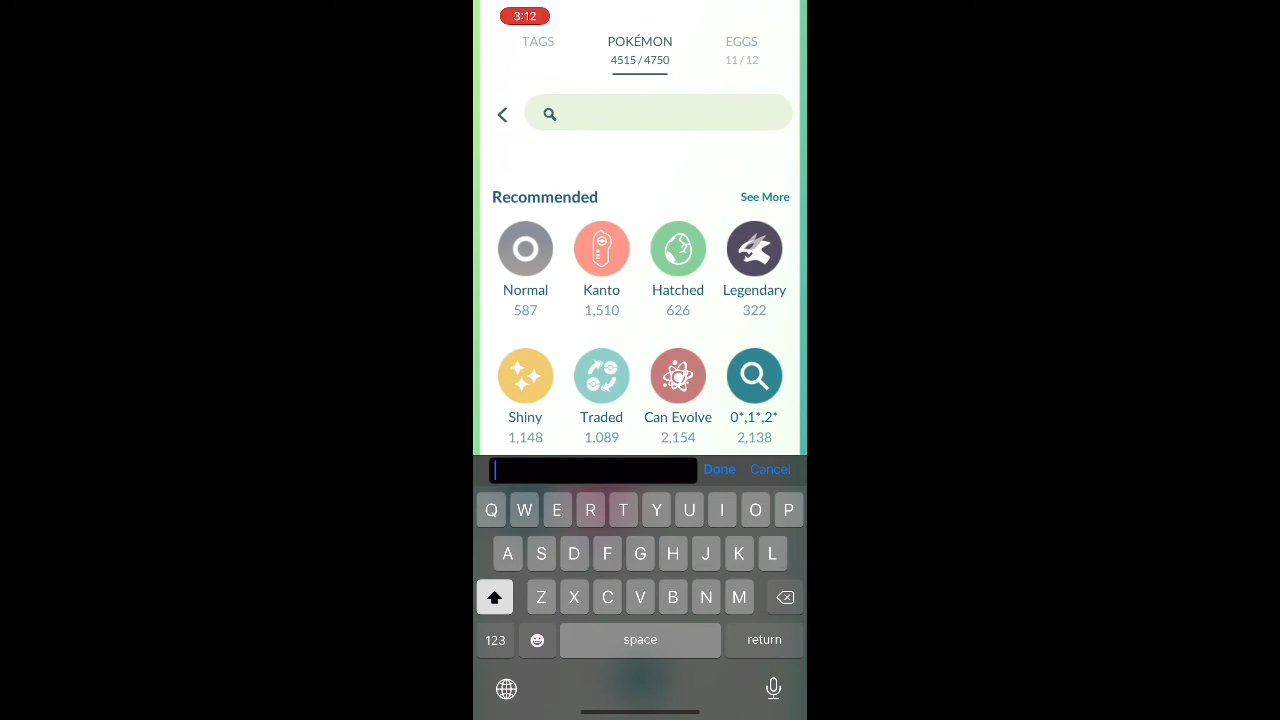 3:12
TAGS POKÉMON EGGS
4515 / 4750 11 / 12
Recommended See More
Normal Kanto Hatched Legendary
587 1,510 626 322
Shiny Traded Can Evolve 0*,1*,2*
1,148 1,089 2,154 2,138
Done Cancel
Q W E R T Y U I O P
A S D F G H J K L
Z X C V B N M
123 space return